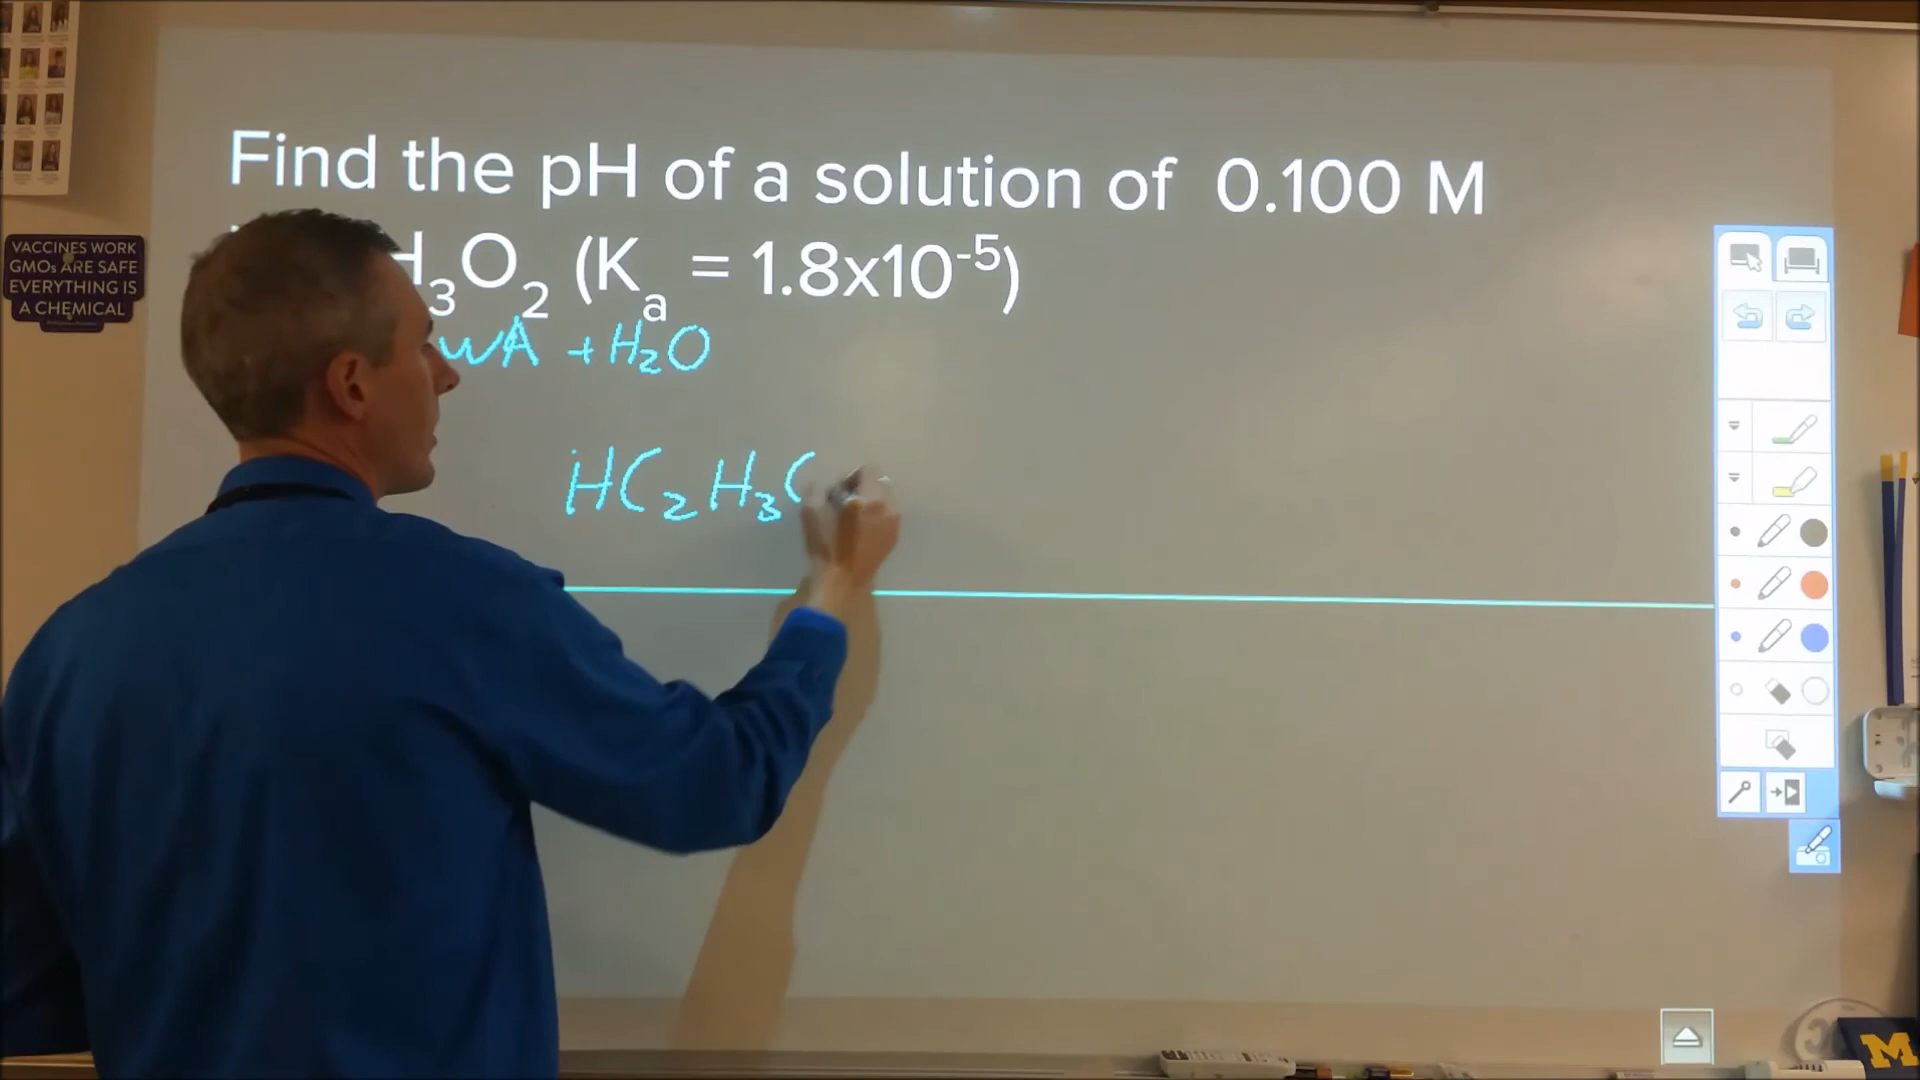 Find the pH of a solution of 0.100 M
H₃O₂ (Kₐ = 1.8x10⁻⁵)
WA + H₂O
HC₂H₃
VACCINES WORK
GMOs ARE SAFE
EVERYTHING IS
A CHEMICAL
M